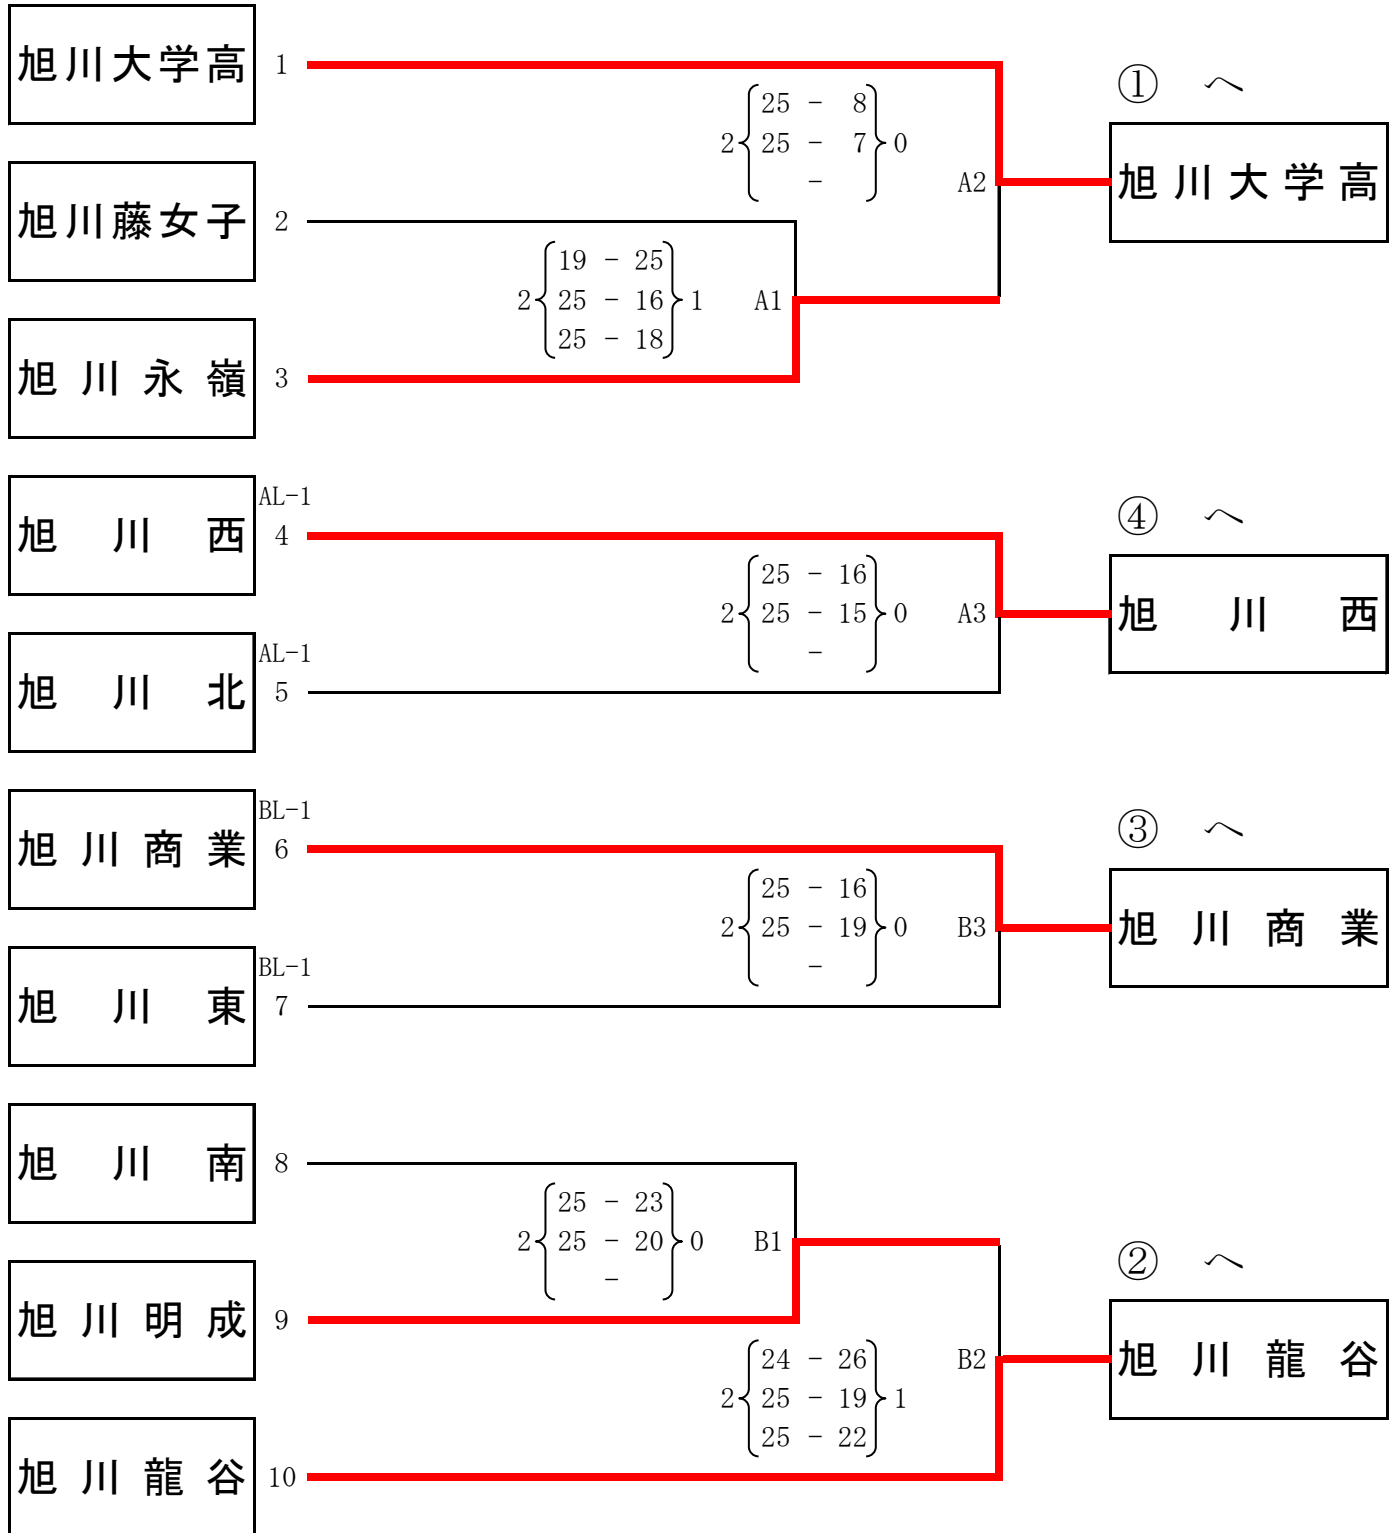 旭川大学高 1
① へ
25 - 8
2 25 - 7 0
-
A2
旭川大学高
旭川藤女子 2
19 - 25
2 25 - 16 1
25 - 18
A1
旭川永嶺 3
AL-1
旭川西 4
④ へ
25 - 16
2 25 - 15 0
-
A3
旭川西
AL-1
旭川北 5
BL-1
旭川商業 6
③ へ
25 - 16
2 25 - 19 0
-
B3
旭川商業
BL-1
旭川東 7
旭川南 8
25 - 23
2 25 - 20 0
-
B1
② へ
旭川明成 9
24 - 26
2 25 - 19 1
25 - 22
B2
旭川龍谷
旭川龍谷 10